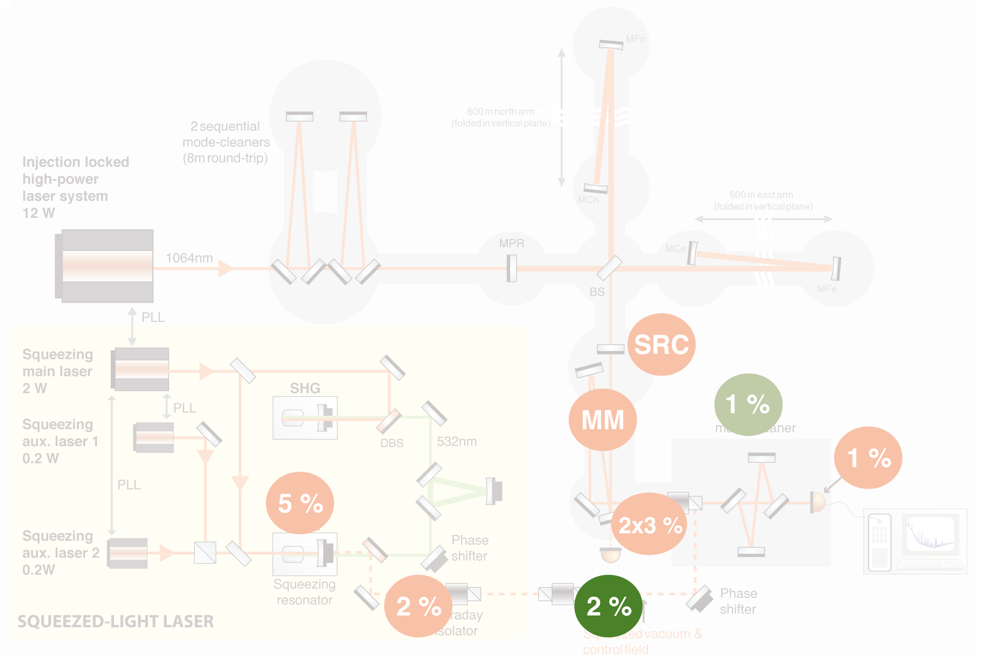 MFn
600 m north arm
(folded in vertical plane)
2 sequential
mode-cleaners
(8m round-trip)
Injection locked
high-power
laser system
12 W
MCn
600 m east arm
(folded in vertical plane)
1064nm
MPR
MCe
BS
MFe
PLL
SRC
Squeezing
main laser
2 W
SHG
MM
1 %
PLL
Squeezing
aux. laser 1
0.2 W
DBS
532nm
1 %
PLL
5 %
2x3 %
Squeezing
aux. laser 2
0.2W
Phase
shifter
Squeezing
resonator
2 %
2 %
Phase
shifter
SQUEEZED-LIGHT LASER
vacuum &
control field